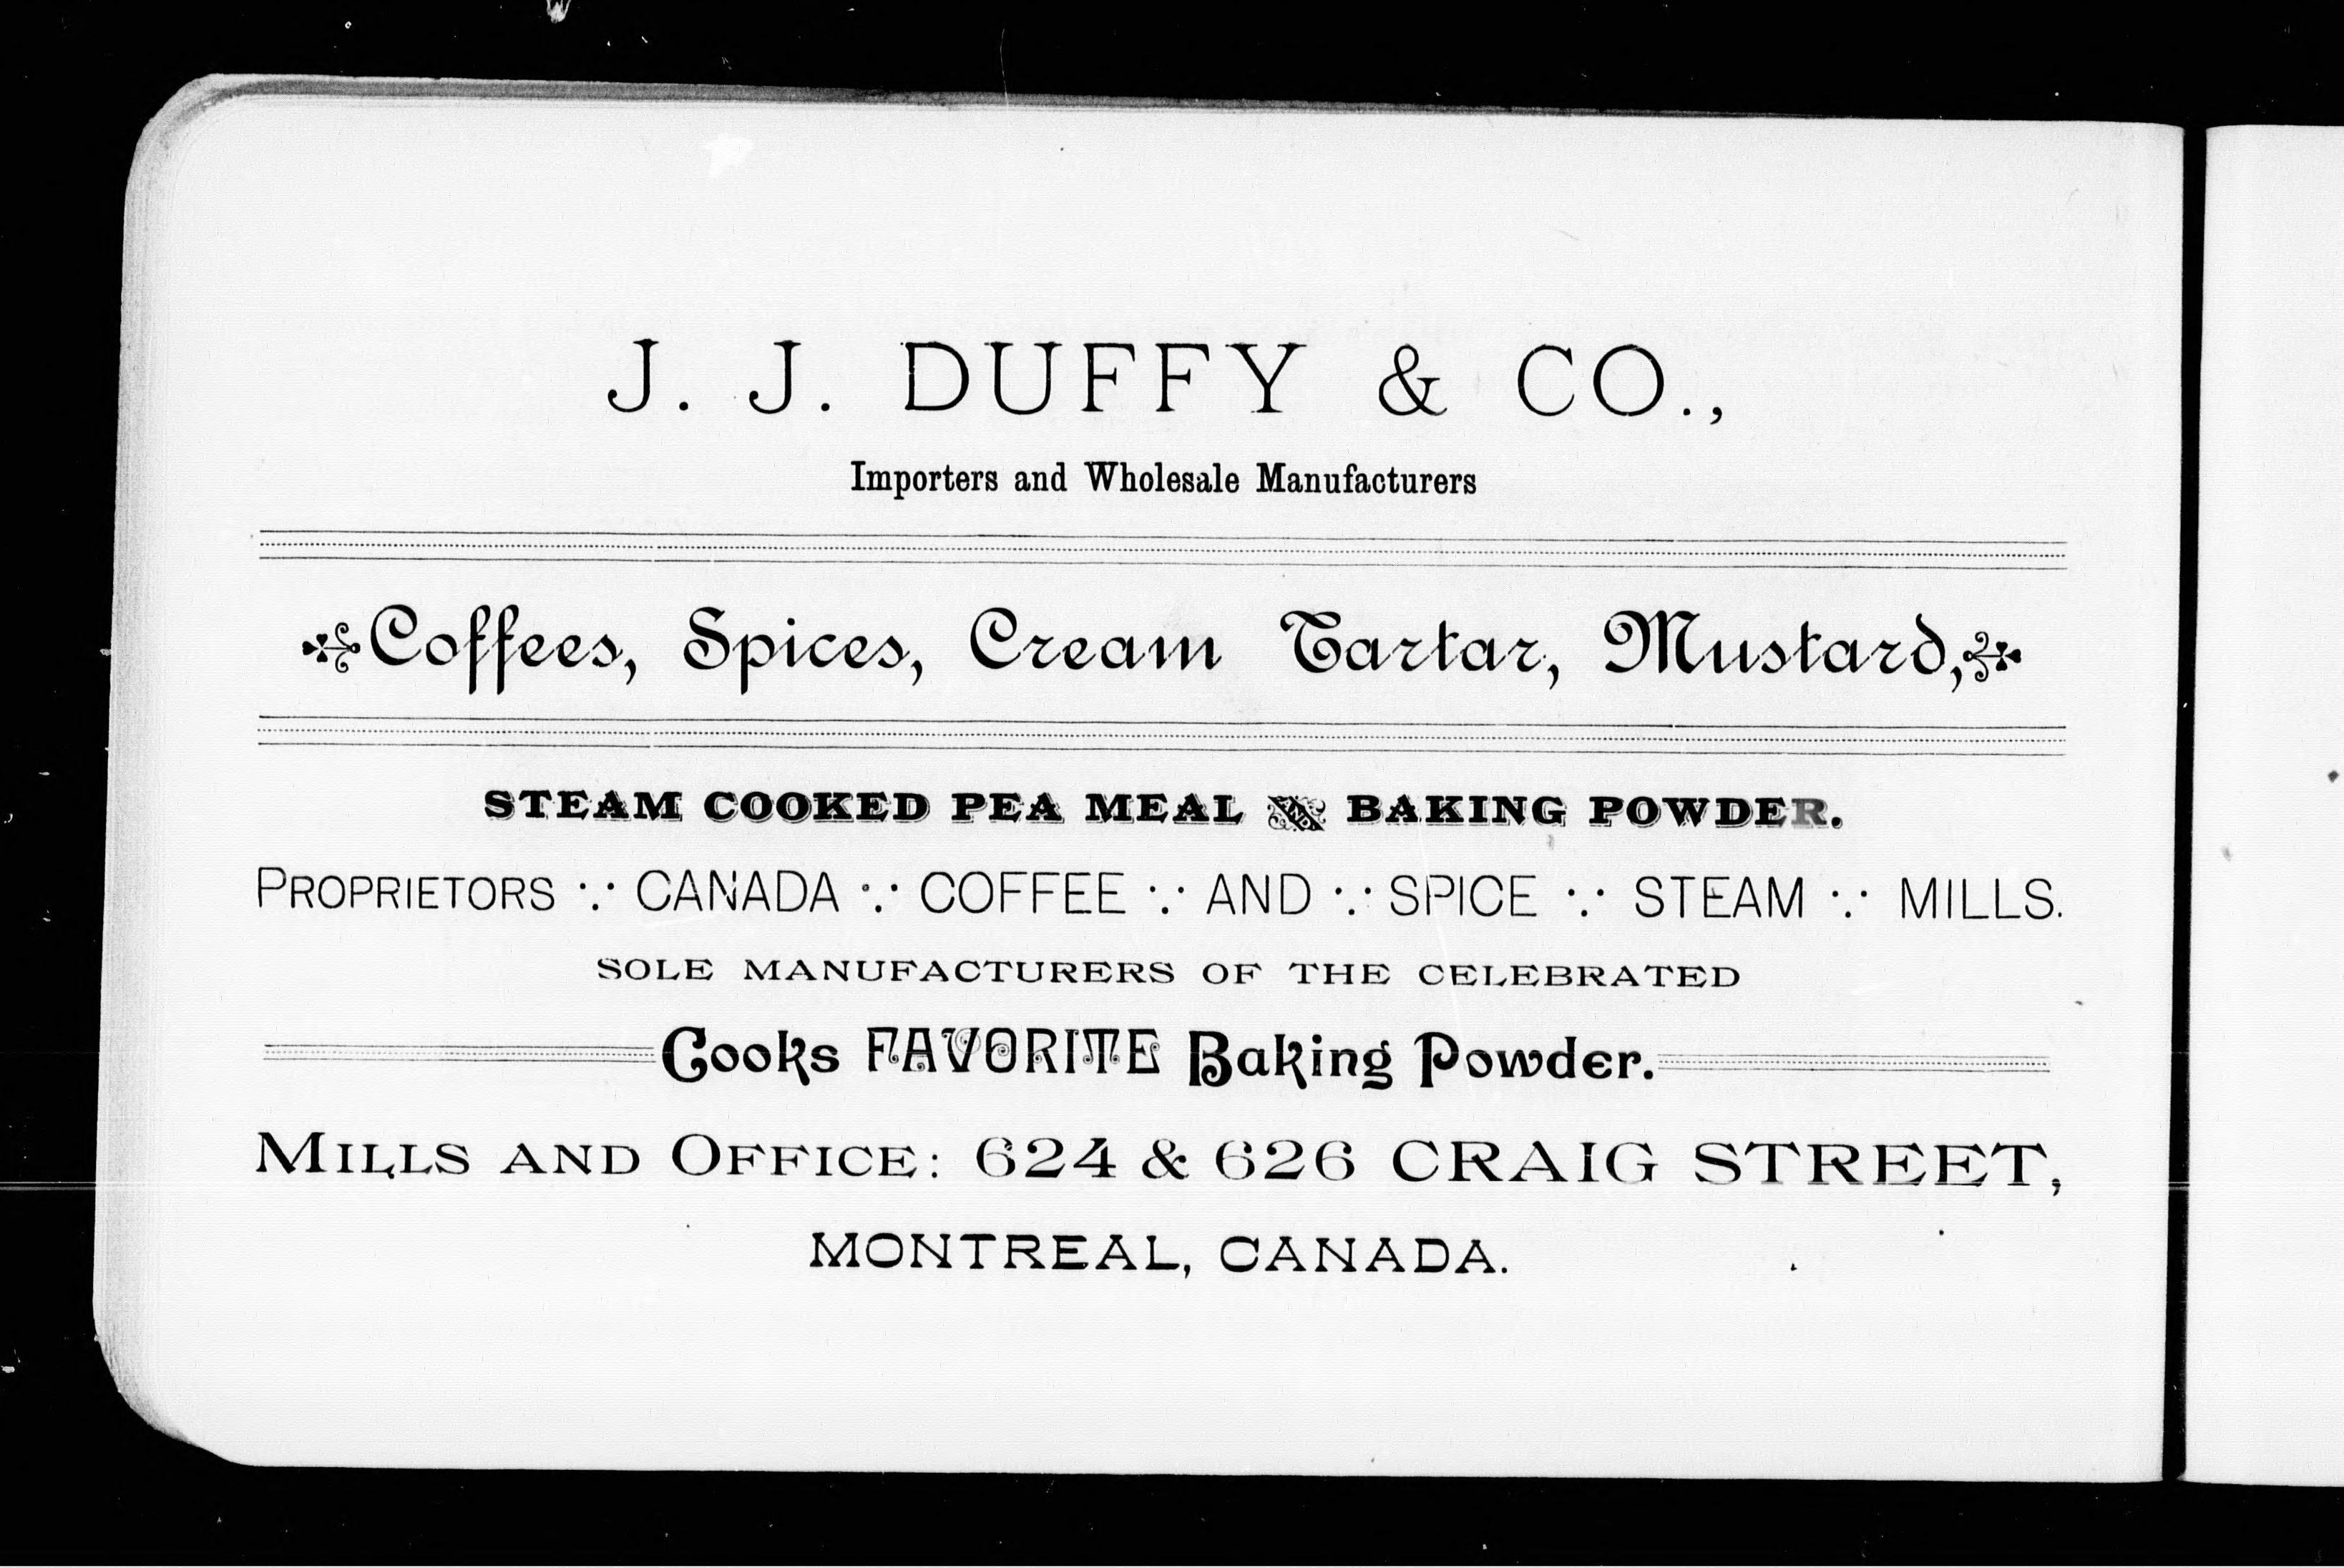 J. J. DUFFY & CO.,
Importers and Wholesale Manufacturers
Coffees, Spices, Cream Tartar, Mustard,
STEAM COOKED PEA MEAL AND BAKING POWDER.
PROPRIETORS ∵ CANADA ∵ COFFEE ∵ AND ∵ SPICE ∵ STEAM ∵ MILLS.
SOLE MANUFACTURERS OF THE CELEBRATED
Cooks FAVORITE Baking Powder.
MILLS AND OFFICE: 624 & 626 CRAIG STREET,
MONTREAL, CANADA.